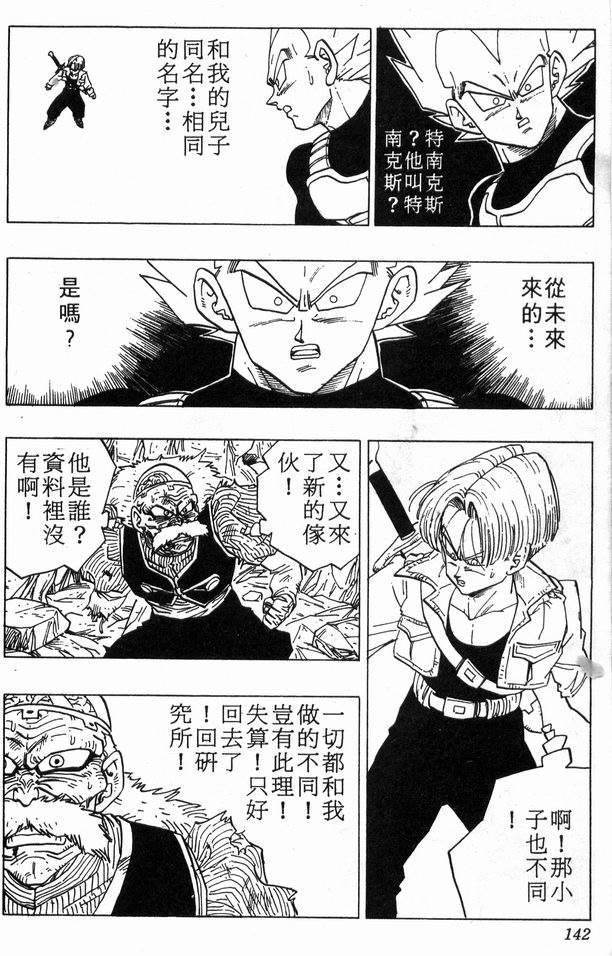 特南克斯
？他叫特
南克斯？
和我的兒子
同名…相同
的名字…
從未來
來的…
是嗎？
啊！那小
子也不同
！
又…又來
了新的傢
伙！
他是誰？
資料裡沒
有啊！
一切都和我
做的不同！
豈有此理！
失算！只好
回去了
！回研
究所！
142